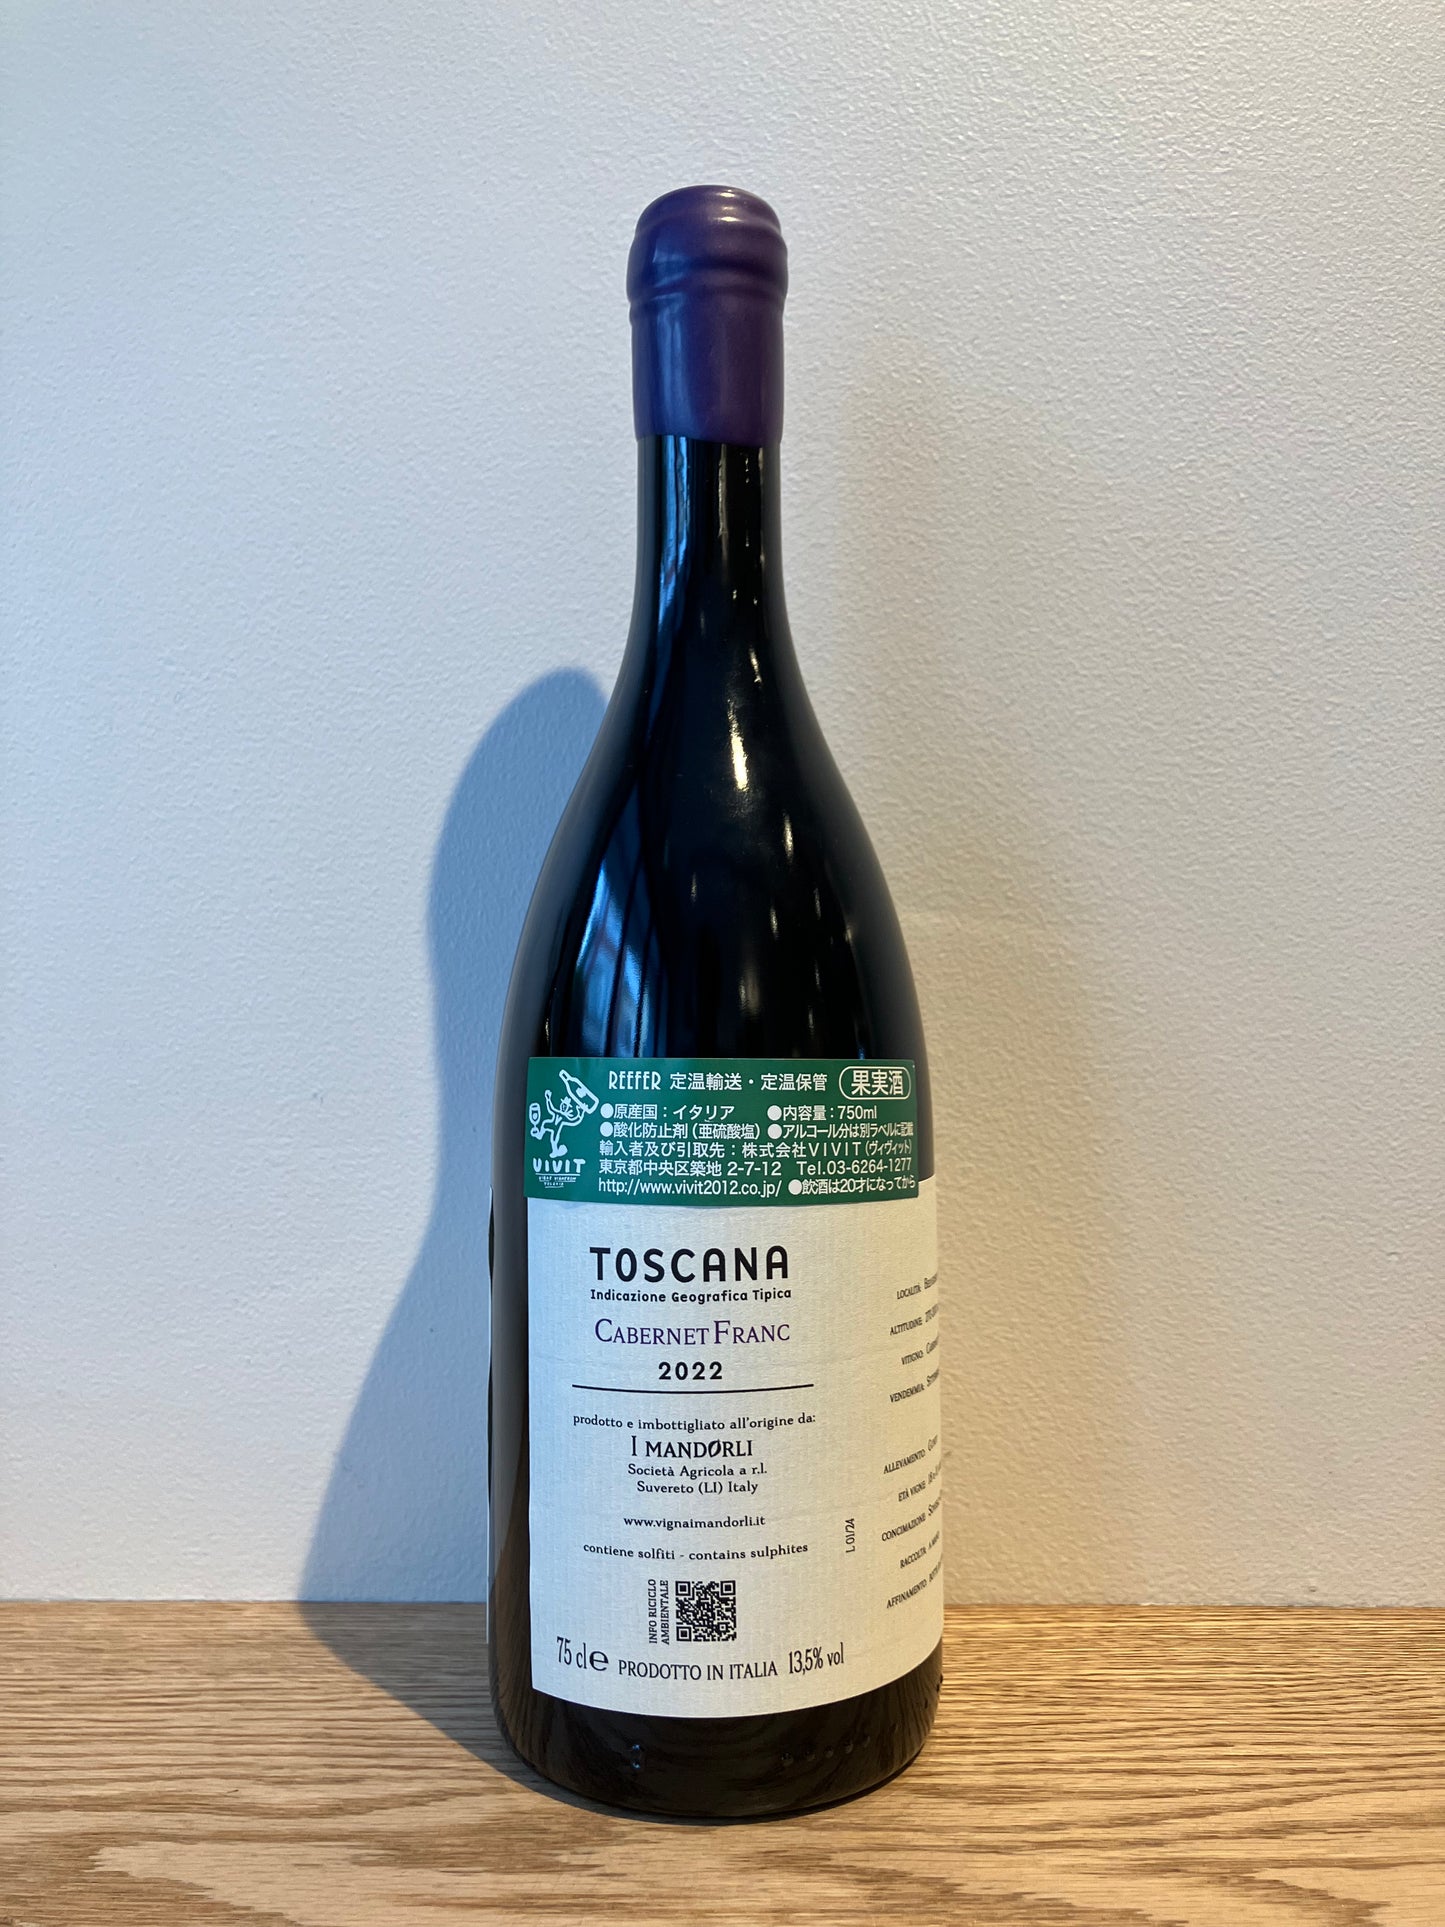 REEFER 定温輸送・定温保管 果実酒
●原産国：イタリア ●内容量：750ml
●酸化防止剤（亜硫酸塩） ●アルコール分は別ラベルに記載
輸入者及び引取先：株式会社VIVIT（ヴィヴィット）
東京都中央区築地 2-7-12 Tel.03-6264-1277
http://www.vivit2012.co.jp/ ●飲酒は20才になってから
VIVIT
TOSCANA
Indicazione Geografica Tipica
CABERNET FRANC
2022
prodotto e imbottigliato all'origine da:
I MANDORLI
Società Agricola a r.l.
Suvereto (LI) Italy
www.vignaimandorli.it
contiene solfiti - contains sulphites
INFO RICICLO
AMBIENTALE
75 cl e PRODOTTO IN ITALIA 13,5% vol
L 01/24
LOCALITÀ:
ALTITUDINE:
VITIGNO:
VENDEMMIA:
ALLEVAMENTO:
ETÀ VIGNE:
CONCIMAZIONE:
RACCOLTA: A MANO
AFFINAMENTO: